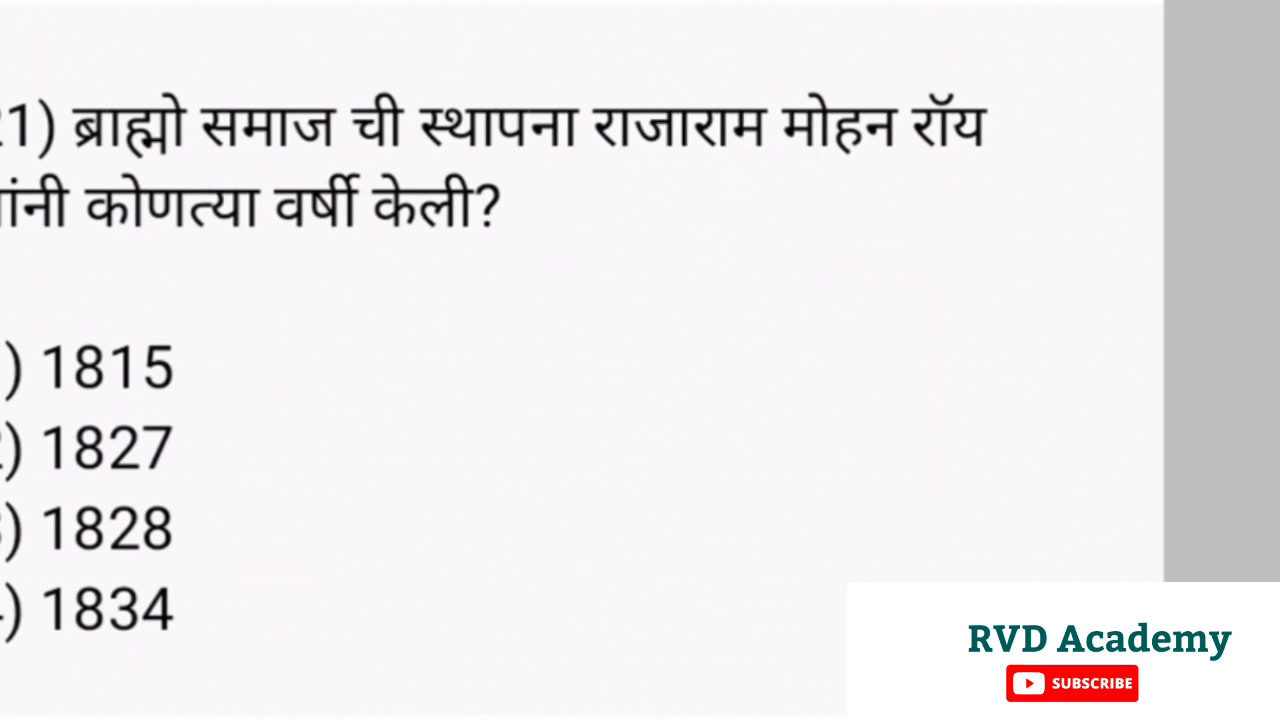 1) ब्राह्मो समाज ची स्थापना राजाराम मोहन रॉय
कोणत्या वर्षी केली?
) 1815
) 1827
) 1828
) 1834
RVD Academy
SUBSCRIBE